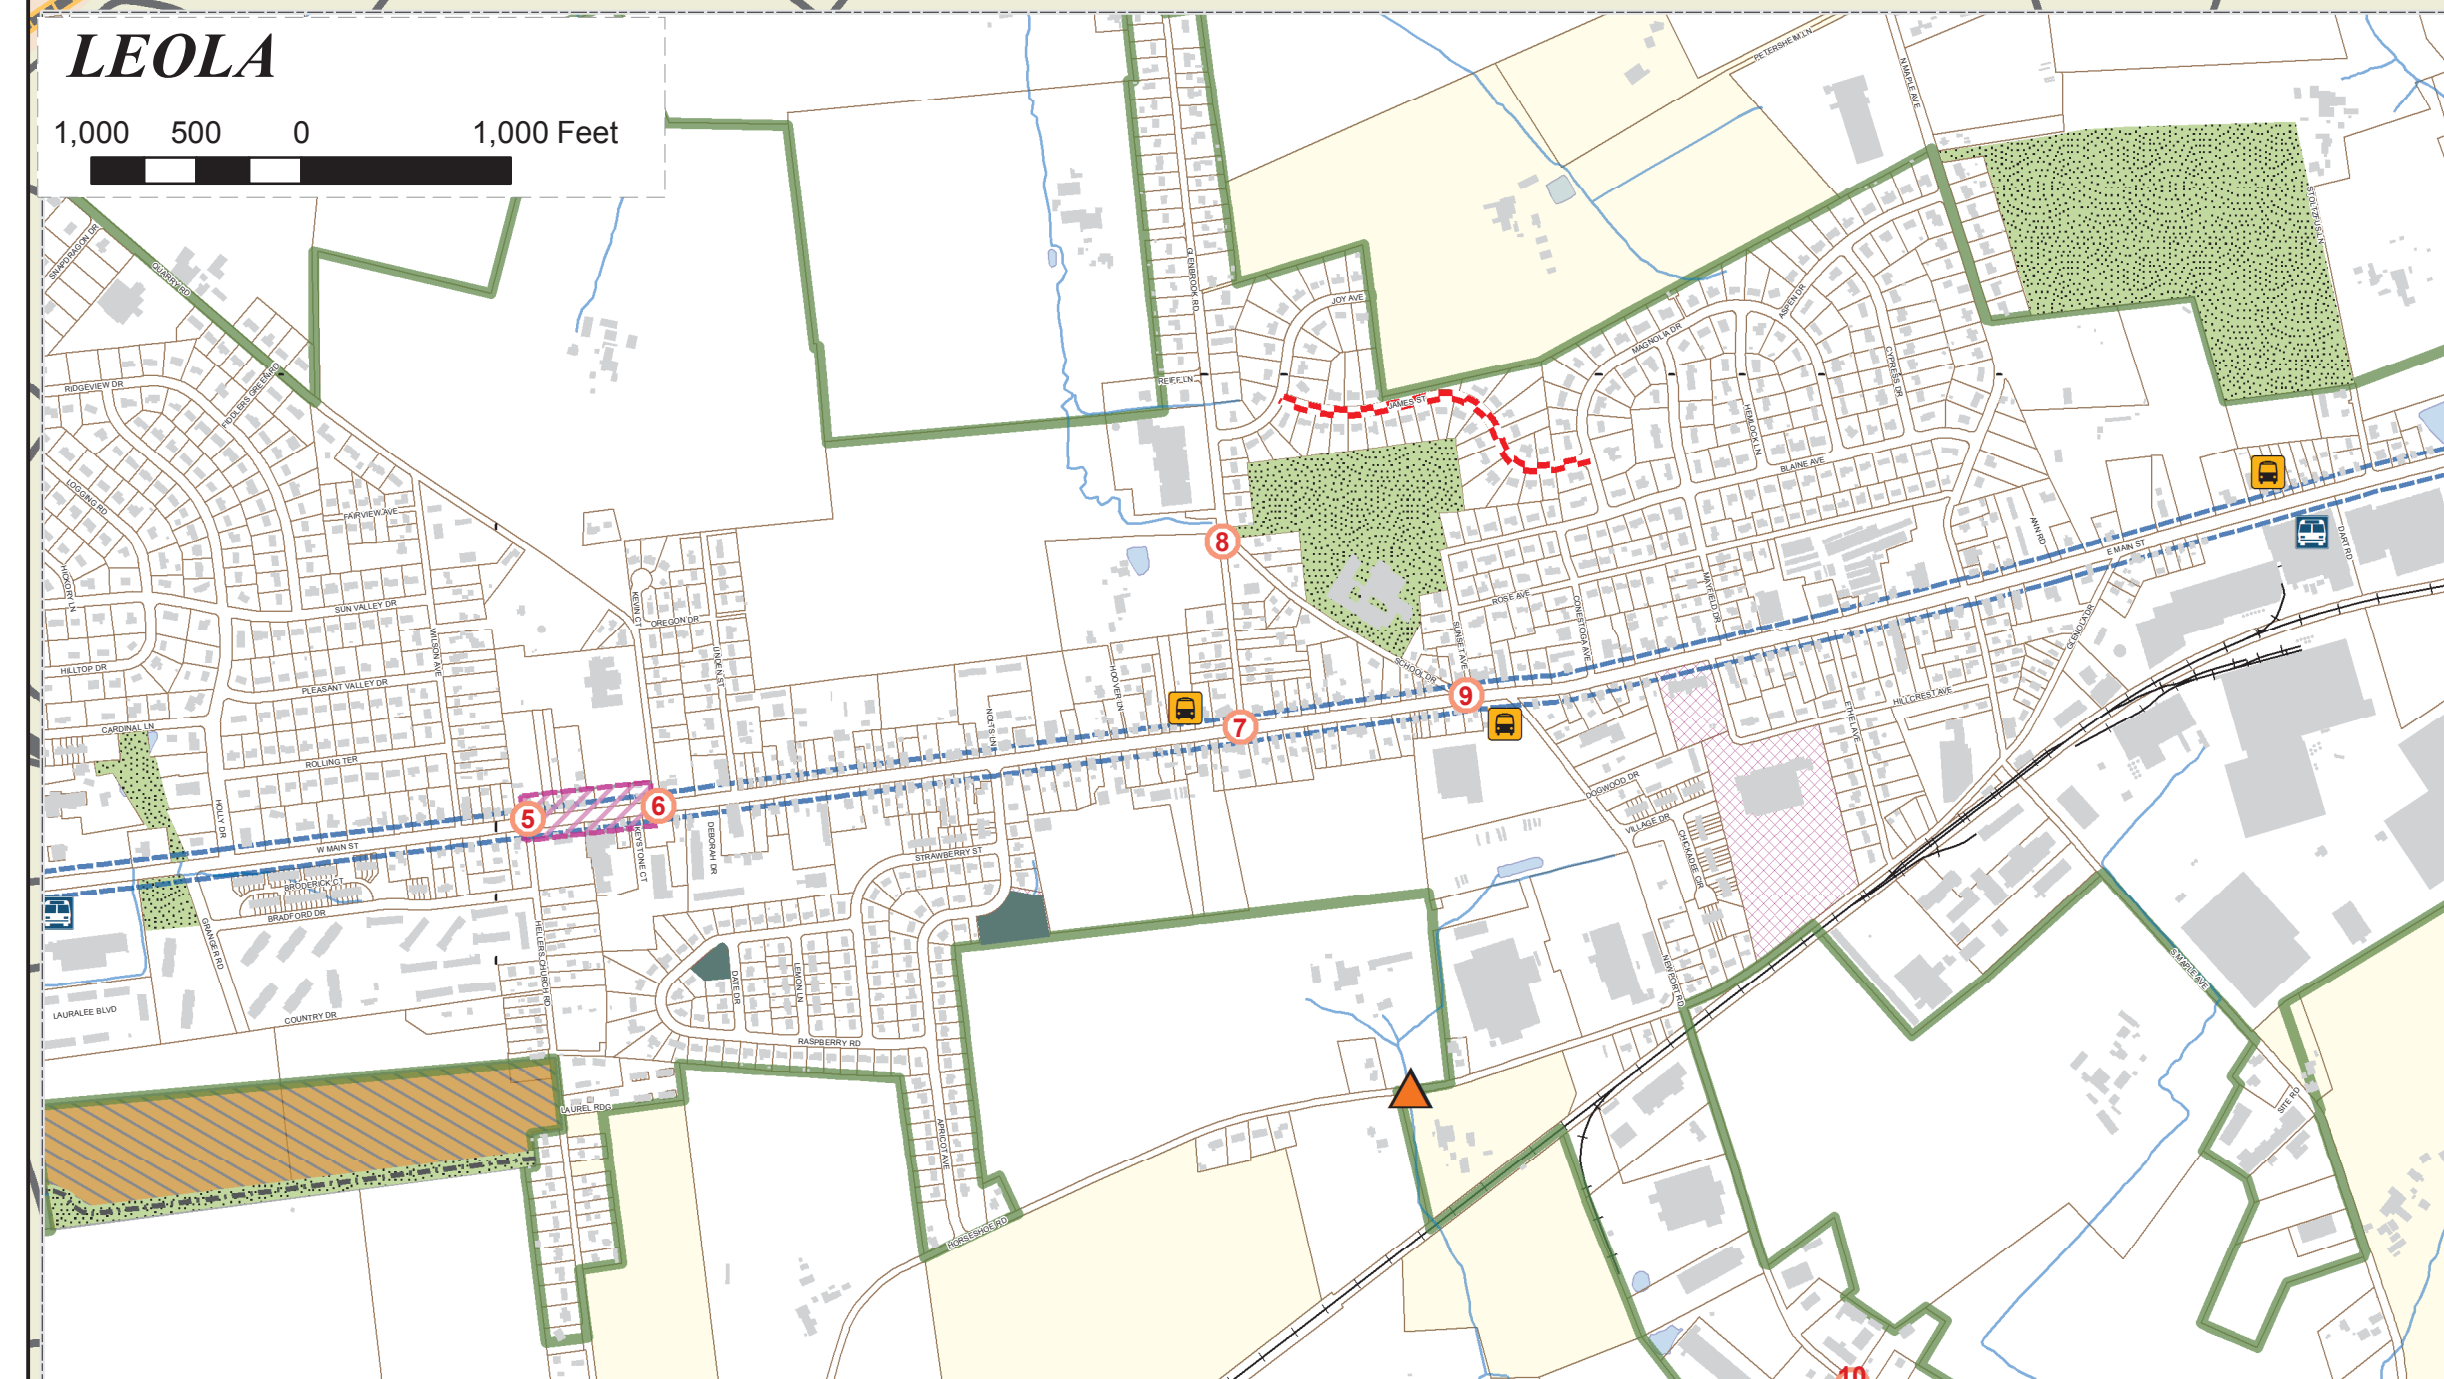 LEOLA
1,000 500 0 1,000 Feet
PETERSHEIM LN
N MAPLE AVE
STOLTZFUS LN
SNAPDRAGON DR
QUARRY RD
GLENBROOK RD
JOY AVE
ASPEN DR
MAGNOLIA DR
CYPRESS DR
RIDGEVIEW DR
FIDLERS GREEN RD
REIFF LN
JAMES ST
HEMLOCK LN
BLAINE AVE
LOGGING RD
FAIRVIEW AVE
ANN RD
E MAIN ST
DART RD
8
HICKORY LN
SUN VALLEY DR
KEVIN CT
OREGON DR
ROSE AVE
CONESTOGA AVE
MAYFIELD DR
GLENOLA DR
WILSON AVE
SUNSET AVE
HILLTOP DR
LINDEN ST
HOOVER LN
SCHOOL DR
PLEASANT VALLEY DR
9
HILLCREST AVE
CARDINAL LN
NOLTS LN
7
ETHEL AVE
ROLLING TER
DOGWOOD DR
HOLLY DR
5
6
VILLAGE DR
W MAIN ST
KEYSTONE CT
DEBORAH DR
STRAWBERRY ST
CHICKADEE CIR
BRODERICK CT
BRADFORD DR
GRANGER RD
HELLERS CHURCH RD
DATE DR
LEMON LN
NEWPORT RD
S MAPLE AVE
LAURALEE BLVD
COUNTRY DR
RASPBERRY RD
LAUREL RDG
SITE RD
APRICOT AVE
HORSESHOE RD
10